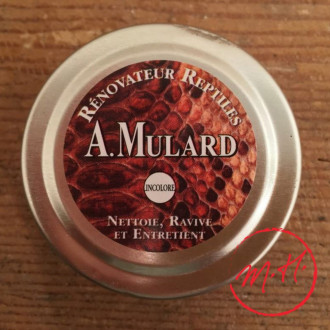 RÉNOVATEUR REPTILES
A.MULARD
INCOLORE
NETTOIE, RAVIVE
ET ENTRETIENT
M.H